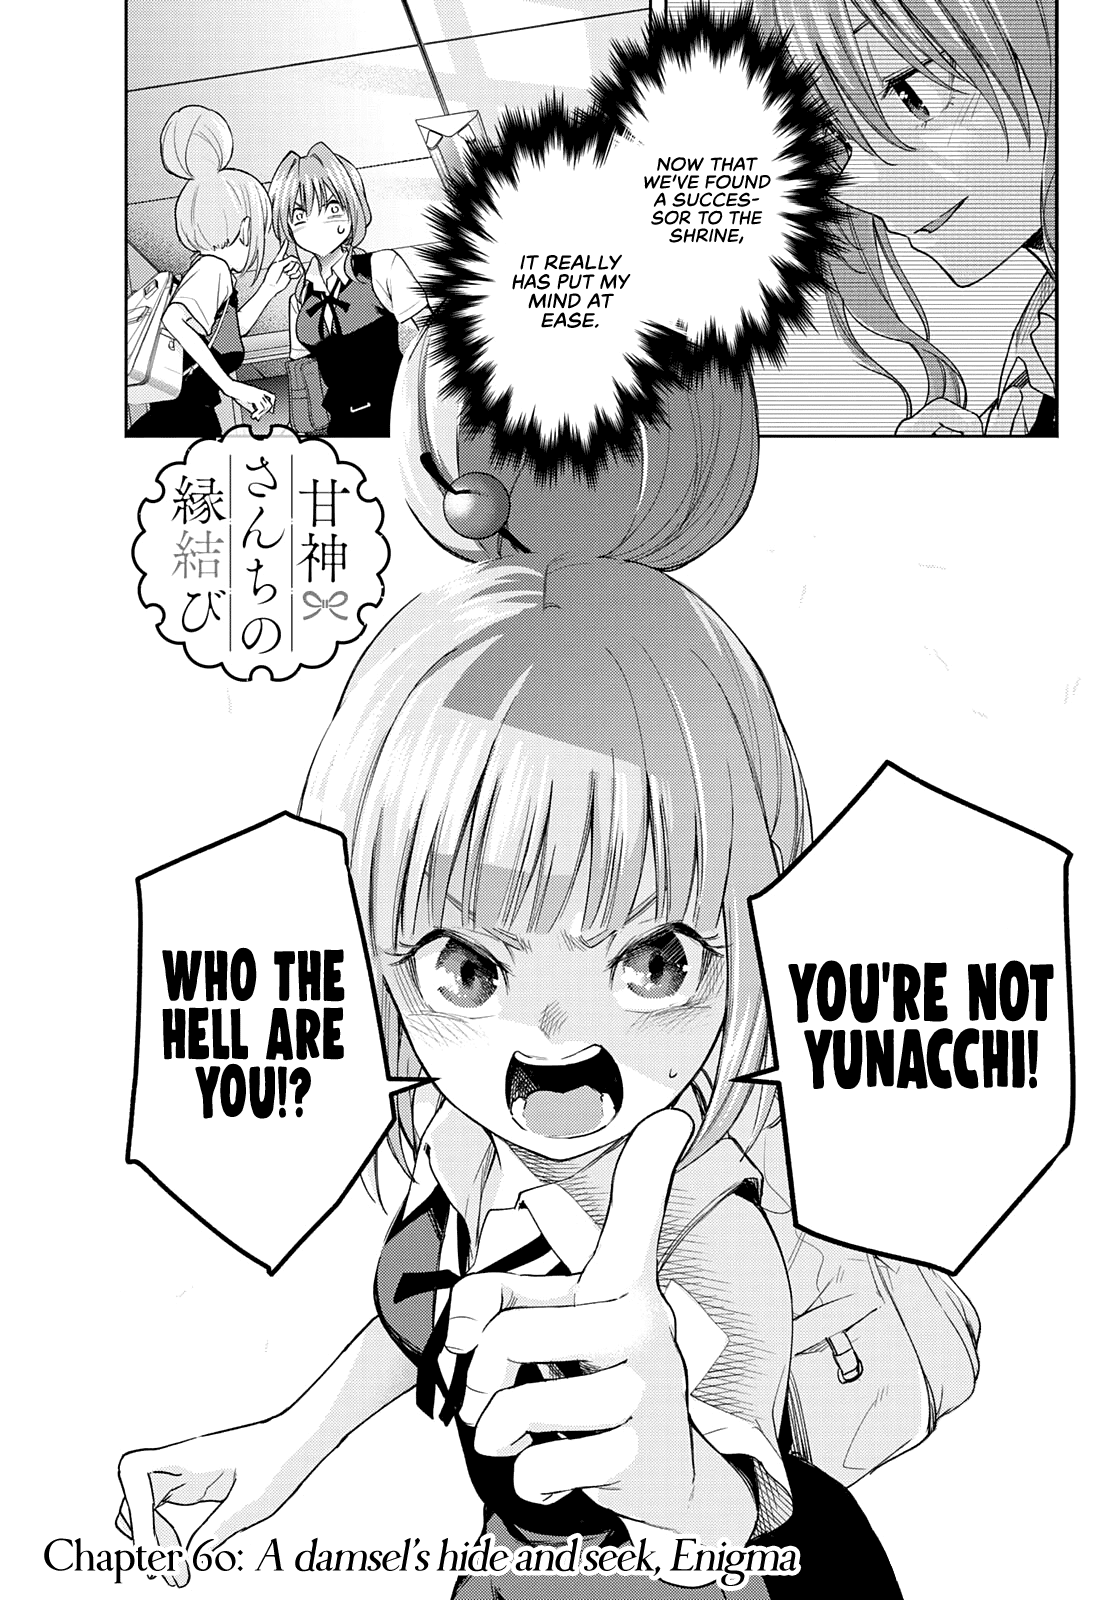 NOW THAT
WE'VE FOUND
A SUCCES-
SOR TO THE
SHRINE,
IT REALLY
HAS PUT MY
MIND AT
EASE.
甘神
さんちの
縁結び
YOU'RE NOT
YUNACCHI!
WHO THE
HELL ARE
YOU!?
Chapter 60: A damsel's hide and seek, Enigma